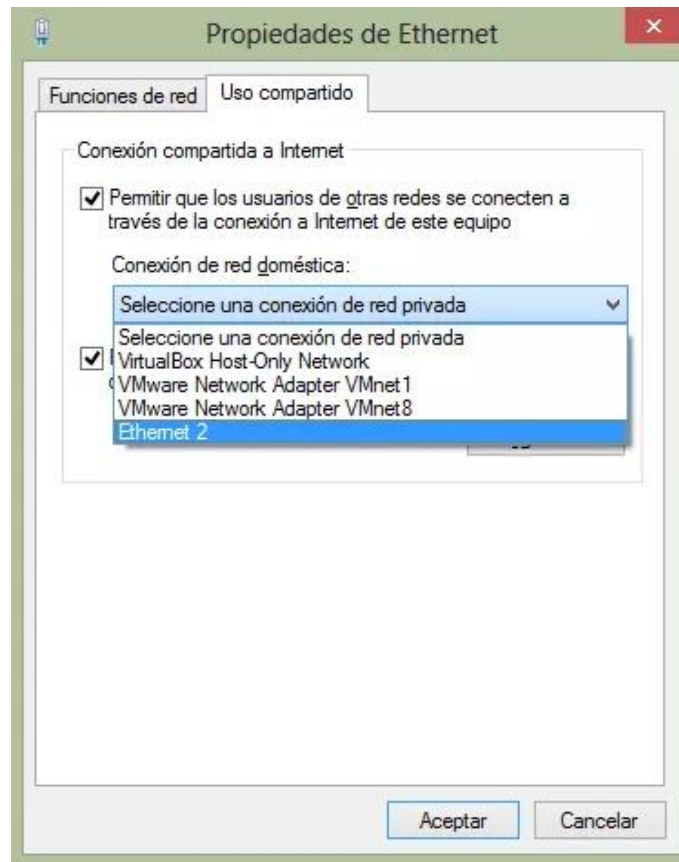 Propiedades de Ethernet
Funciones de red
Uso compartido
Conexión compartida a Internet
Permitir que los usuarios de otras redes se conecten a
través de la conexión a Internet de este equipo
Conexión de red doméstica:
Seleccione una conexión de red privada
Seleccione una conexión de red privada
VirtualBox Host-Only Network
VMware Network Adapter VMnet1
VMware Network Adapter VMnet8
Ethernet 2
Aceptar
Cancelar